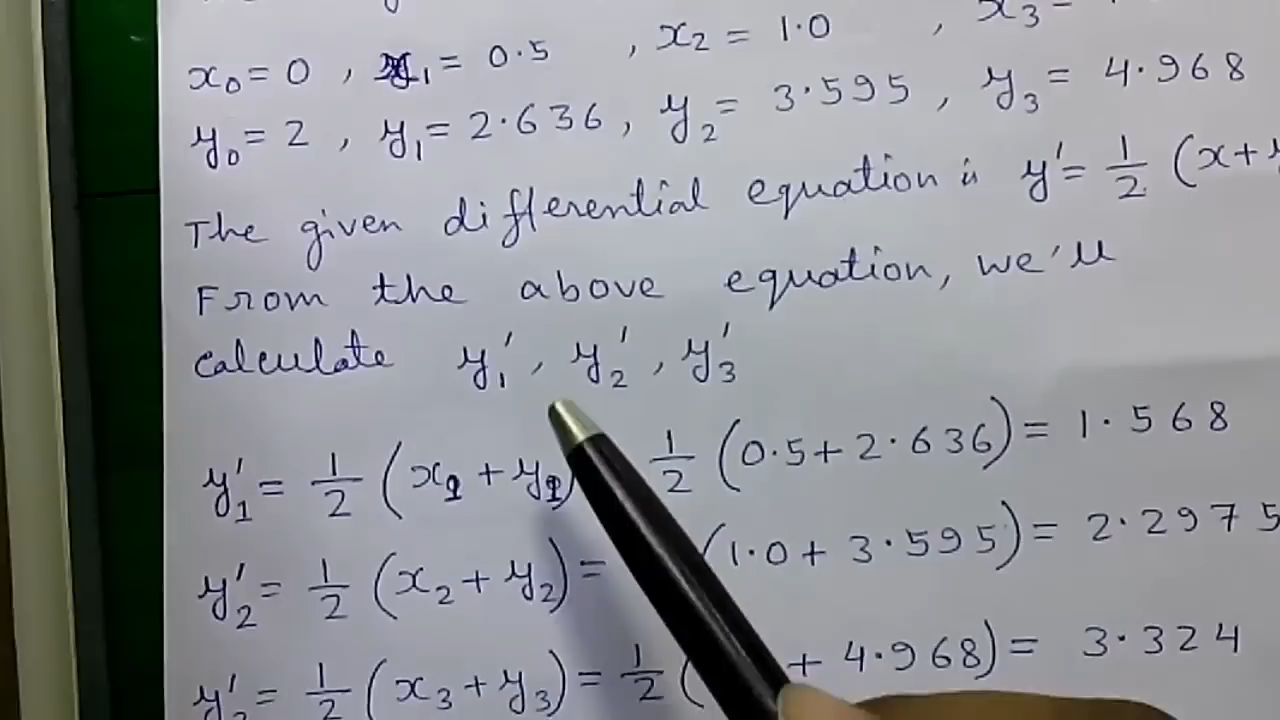 The
x₀ = 0 , x₁ = 0.5 , x₂ = 1.0 , x₃ =
y₀ = 2 , y₁ = 2.636 , y₂ = 3.595 , y₃ = 4.968
The given differential equation is y' = 1/2 (x+y
From the above equation, we'll
calculate y₁' , y₂' , y₃'
y₁' = 1/2 (x₁ + y₁) 1/2 (0.5 + 2.636) = 1.568
y₂' = 1/2 (x₂ + y₂) = (1.0 + 3.595) = 2.2975
y₃' = 1/2 (x₃ + y₃) = 1/2 ( + 4.968) = 3.324